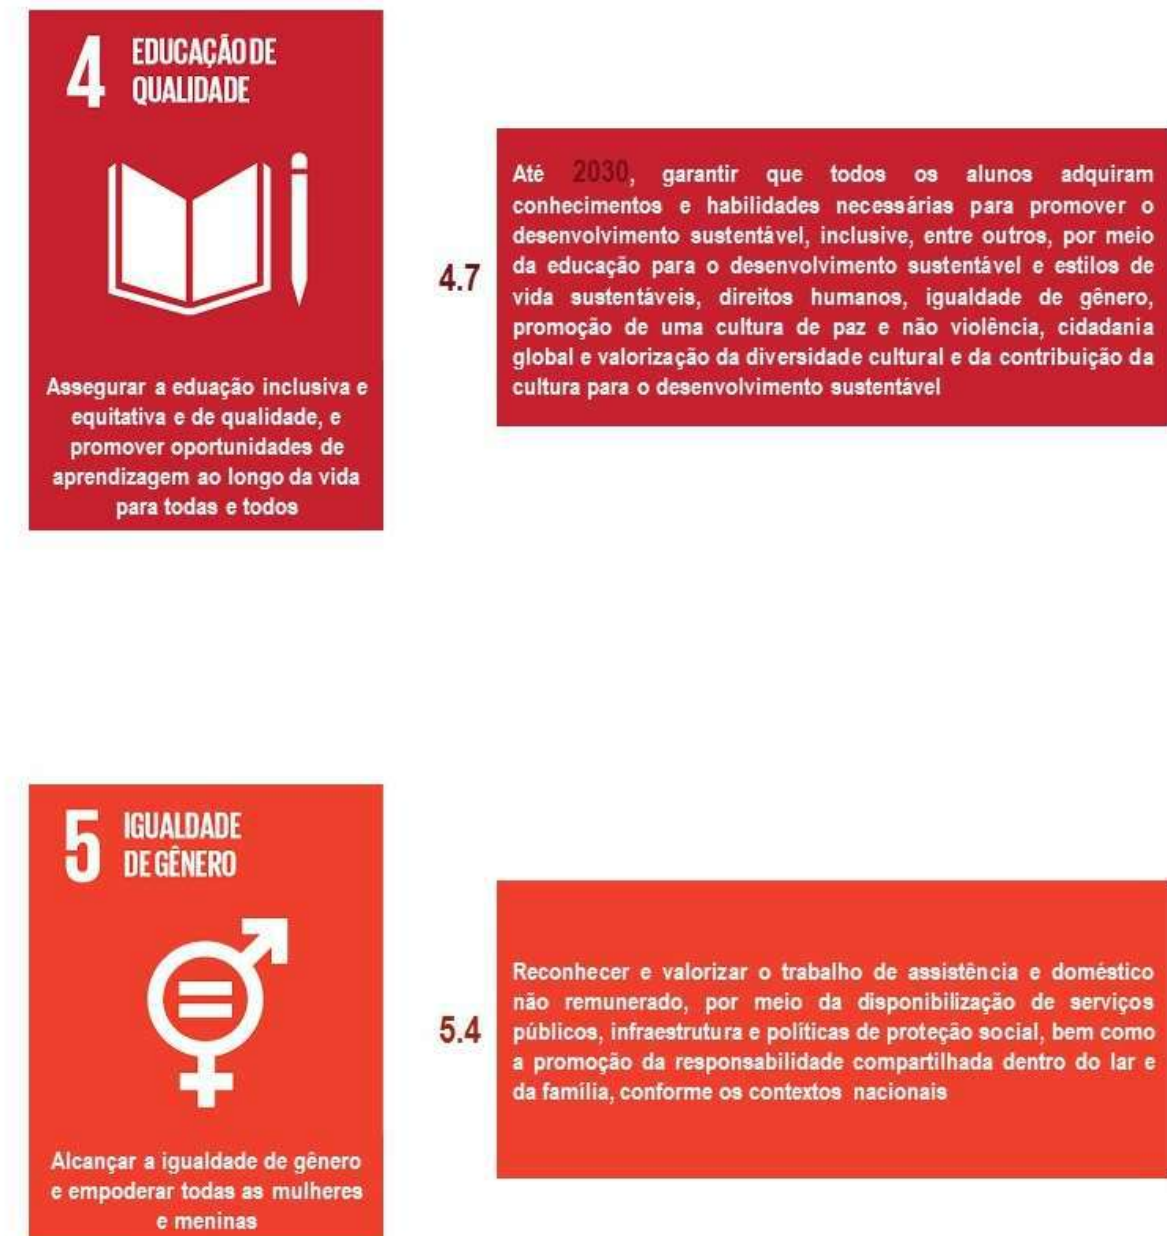 4 EDUCAÇÃO DE
QUALIDADE
Assegurar a eduação inclusiva e
equitativa e de qualidade, e
promover oportunidades de
aprendizagem ao longo da vida
para todas e todos
4.7
Até 2030, garantir que todos os alunos adquiram
conhecimentos e habilidades necessárias para promover o
desenvolvimento sustentável, inclusive, entre outros, por meio
da educação para o desenvolvimento sustentável e estilos de
vida sustentáveis, direitos humanos, igualdade de gênero,
promoção de uma cultura de paz e não violência, cidadania
global e valorização da diversidade cultural e da contribuição da
cultura para o desenvolvimento sustentável
5 IGUALDADE
DE GÊNERO
Alcançar a igualdade de gênero
e empoderar todas as mulheres
e meninas
5.4
Reconhecer e valorizar o trabalho de assistência e doméstico
não remunerado, por meio da disponibilização de serviços
públicos, infraestrutura e políticas de proteção social, bem como
a promoção da responsabilidade compartilhada dentro do lar e
da família, conforme os contextos nacionais